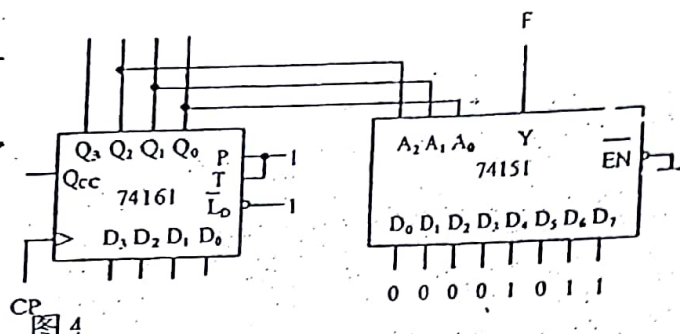 F
Q₃ Q₂ Q₁ Q₀ P 1
T
QCC
74161
L̅D 1
D₃ D₂ D₁ D₀
CP
A₂ A₁ A₀ Y E̅N̅
74151
D₀ D₁ D₂ D₃ D₄ D₅ D₆ D₇
0 0 0 0 1 0 1 1
图 4